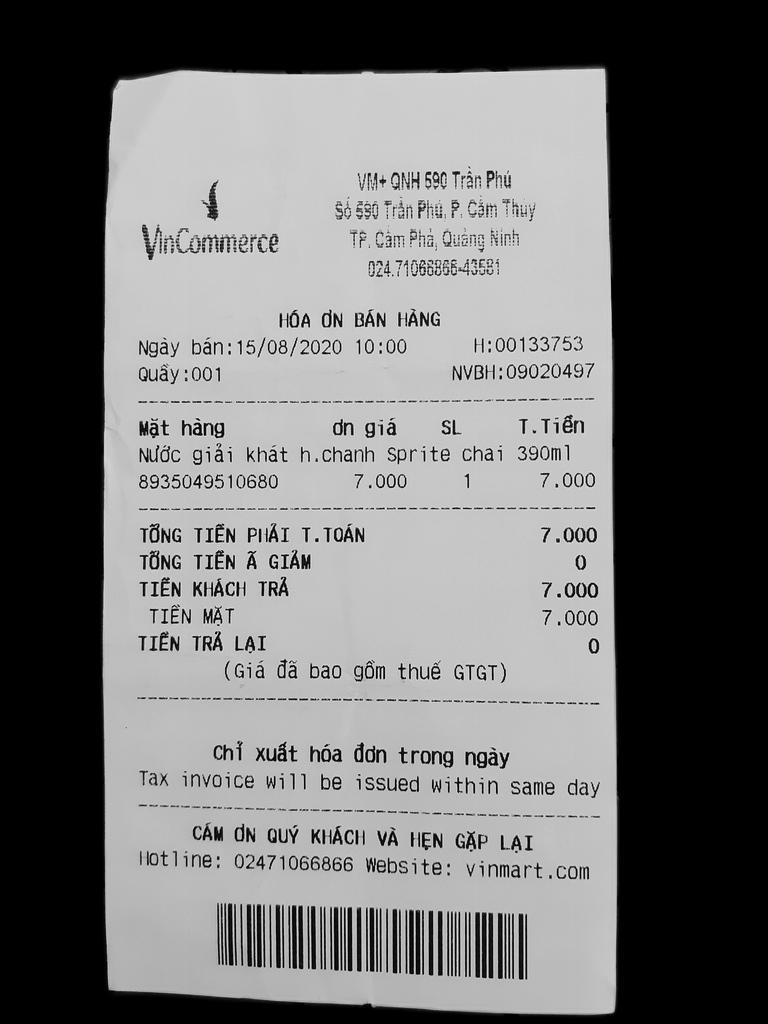 VinCommerce
VM+ QNH 590 Trần Phú
Số 590 Trần Phú, P. Cẩm Thủy
TP. Cẩm Phả, Quảng Ninh
024.71066866-43581
HÓA ƠN BÁN HÀNG
Ngày bán:15/08/2020 10:00 H:00133753
Quầy:001 NVBH:09020497
Mặt hàng ơn giá SL T.Tiền
Nước giải khát h.chanh Sprite chai 390ml
8935049510680 7.000 1 7.000
TỔNG TIỀN PHẢI T.TOÁN 7.000
TỔNG TIỀN Ã GIẢM 0
TIỀN KHÁCH TRẢ 7.000
TIỀN MẶT 7.000
TIỀN TRẢ LẠI 0
(Giá đã bao gồm thuế GTGT)
Chỉ xuất hóa đơn trong ngày
Tax invoice will be issued within same day
CÁM ƠN QUÝ KHÁCH VÀ HẸN GẶP LẠI
Hotline: 02471066866 Website: vinmart.com